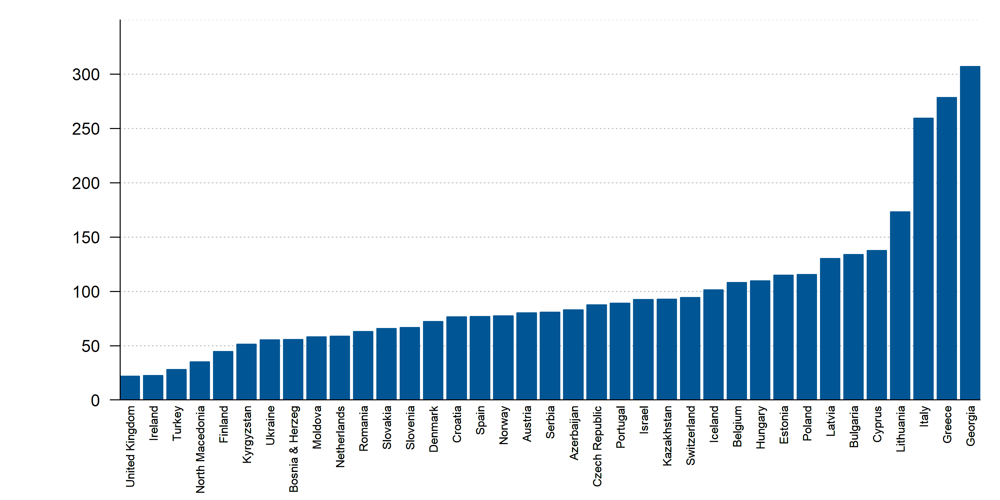 300
250
200
150
100
50
0
United Kingdom
Ireland
Turkey
North Macedonia
Finland
Kyrgyzstan
Ukraine
Bosnia & Herzeg
Moldova
Netherlands
Romania
Slovakia
Slovenia
Denmark
Croatia
Spain
Norway
Austria
Serbia
Azerbaijan
Czech Republic
Portugal
Israel
Kazakhstan
Switzerland
Iceland
Belgium
Hungary
Estonia
Poland
Latvia
Bulgaria
Cyprus
Lithuania
Italy
Greece
Georgia